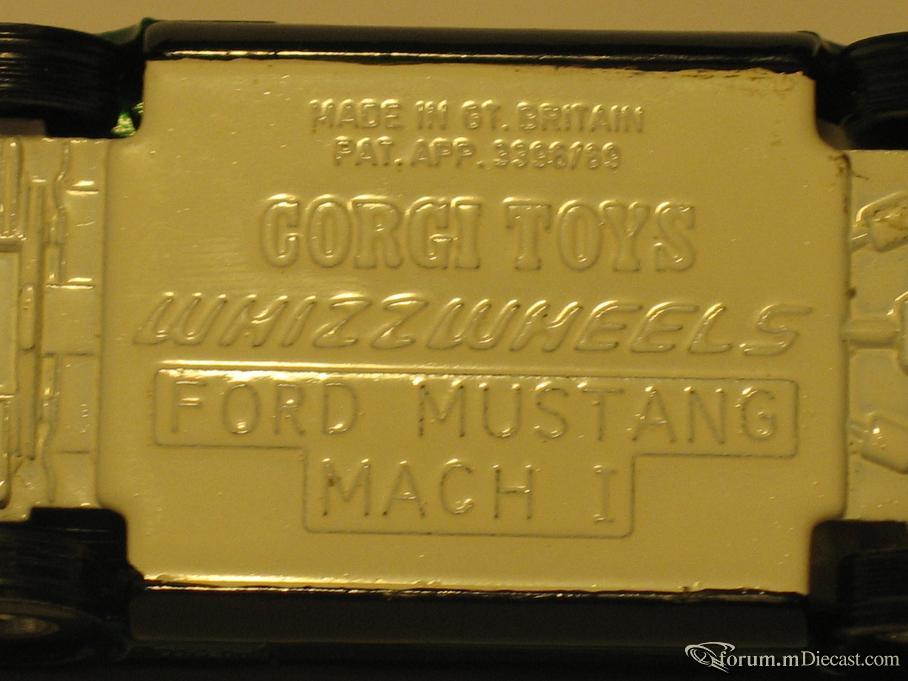 MADE IN GT. BRITAIN
PAT. APP. 3396/69
CORGI TOYS
WHIZZWHEELS
FORD MUSTANG
MACH I
forum.mDiecast.com